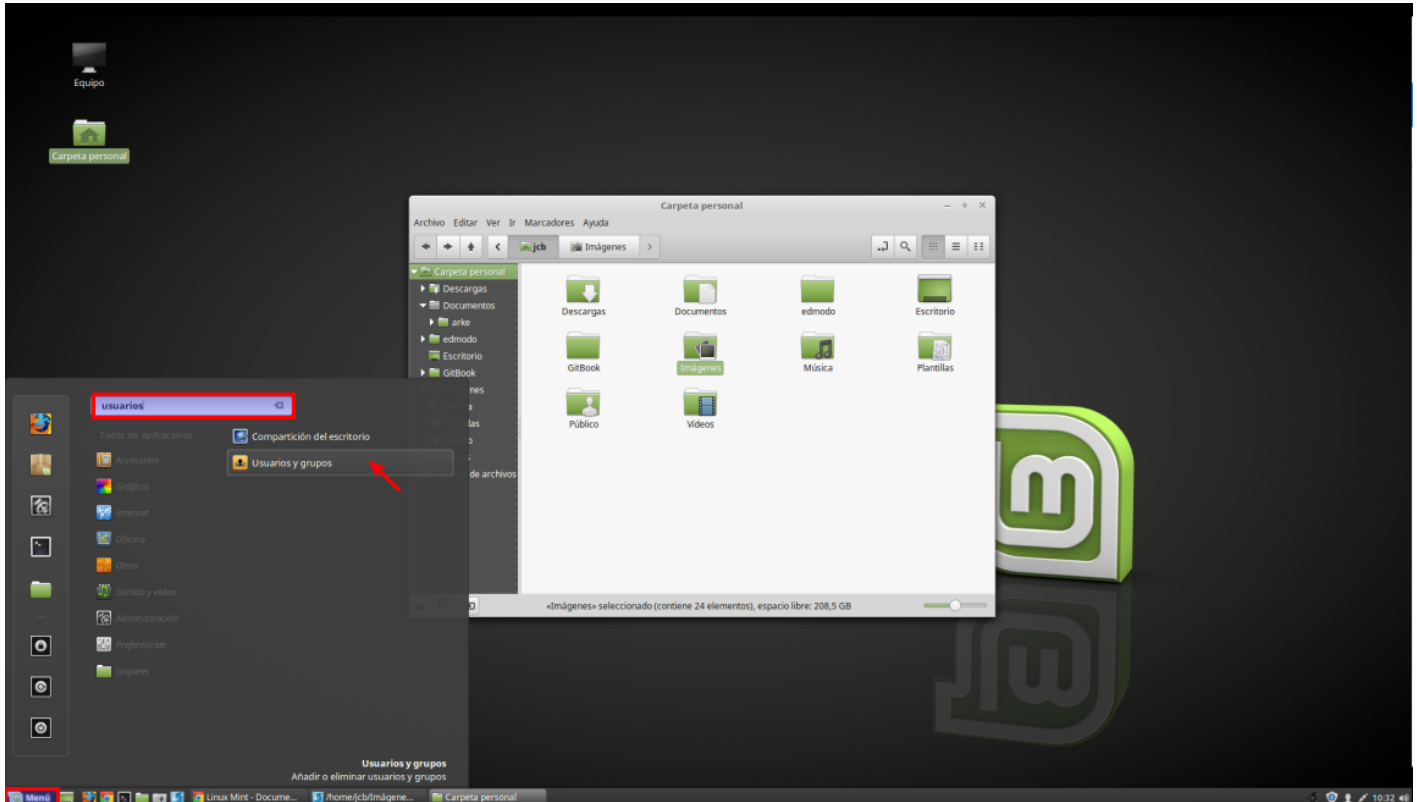 Equipo
Carpeta personal
Carpeta personal
Archivo Editar Ver Ir Marcadores Ayuda
jcb Imágenes
Carpeta personal
Descargas
Documentos
arke
edmodo
Escritorio
GitBook
nes
de archivos
Descargas Documentos edmodo Escritorio
GitBook Imágenes Música Plantillas
Público Vídeos
«Imágenes» seleccionado (contiene 24 elementos), espacio libre: 208,5 GB
usuarios
Todas las aplicaciones
Accesorios
Gráficos
Internet
Oficina
Otros
Sonido y vídeo
Administración
Preferencias
Lugares
Compartición del escritorio
Usuarios y grupos
Usuarios y grupos
Añadir o eliminar usuarios y grupos
Menú Linux Mint - Docume... /home/jcb/Imágene... Carpeta personal 10:32